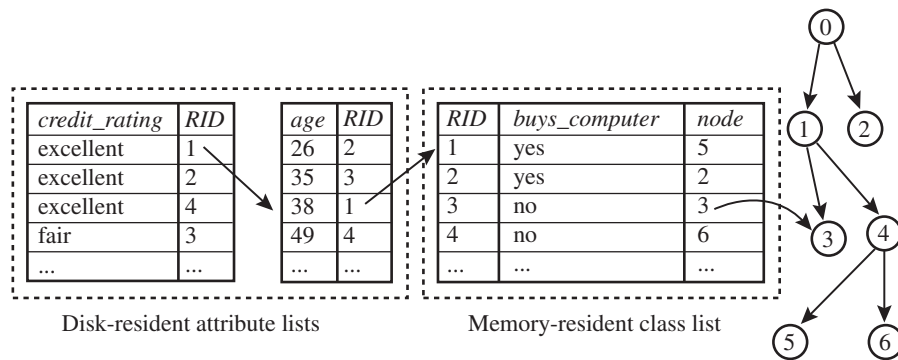 credit_rating RID age RID RID buys_computer node
excellent 1 26 2 1 yes 5
excellent 2 35 3 2 yes 2
excellent 4 38 1 3 no 3
fair 3 49 4 4 no 6
... ... ... ... ... ... ...
Disk-resident attribute lists
Memory-resident class list
0
1 2
3 4
5 6